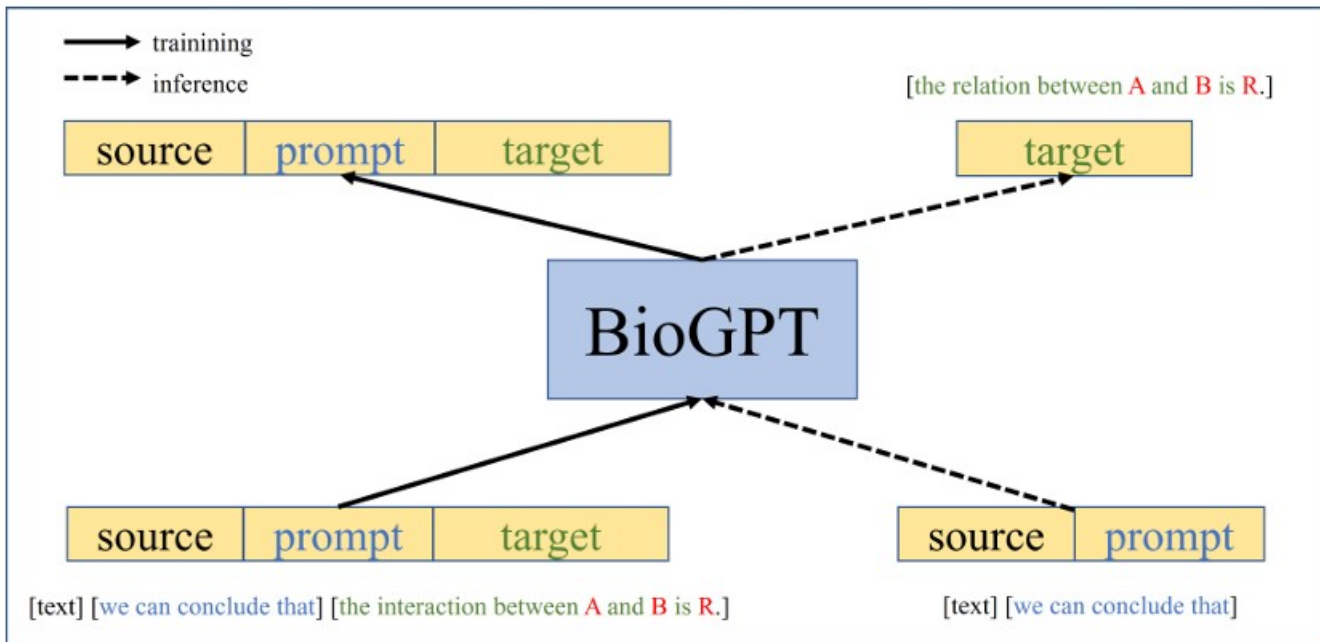 trainining
inference
[the relation between A and B is R.]
source prompt target
target
BioGPT
source prompt target
source prompt
[text] [we can conclude that] [the interaction between A and B is R.]
[text] [we can conclude that]